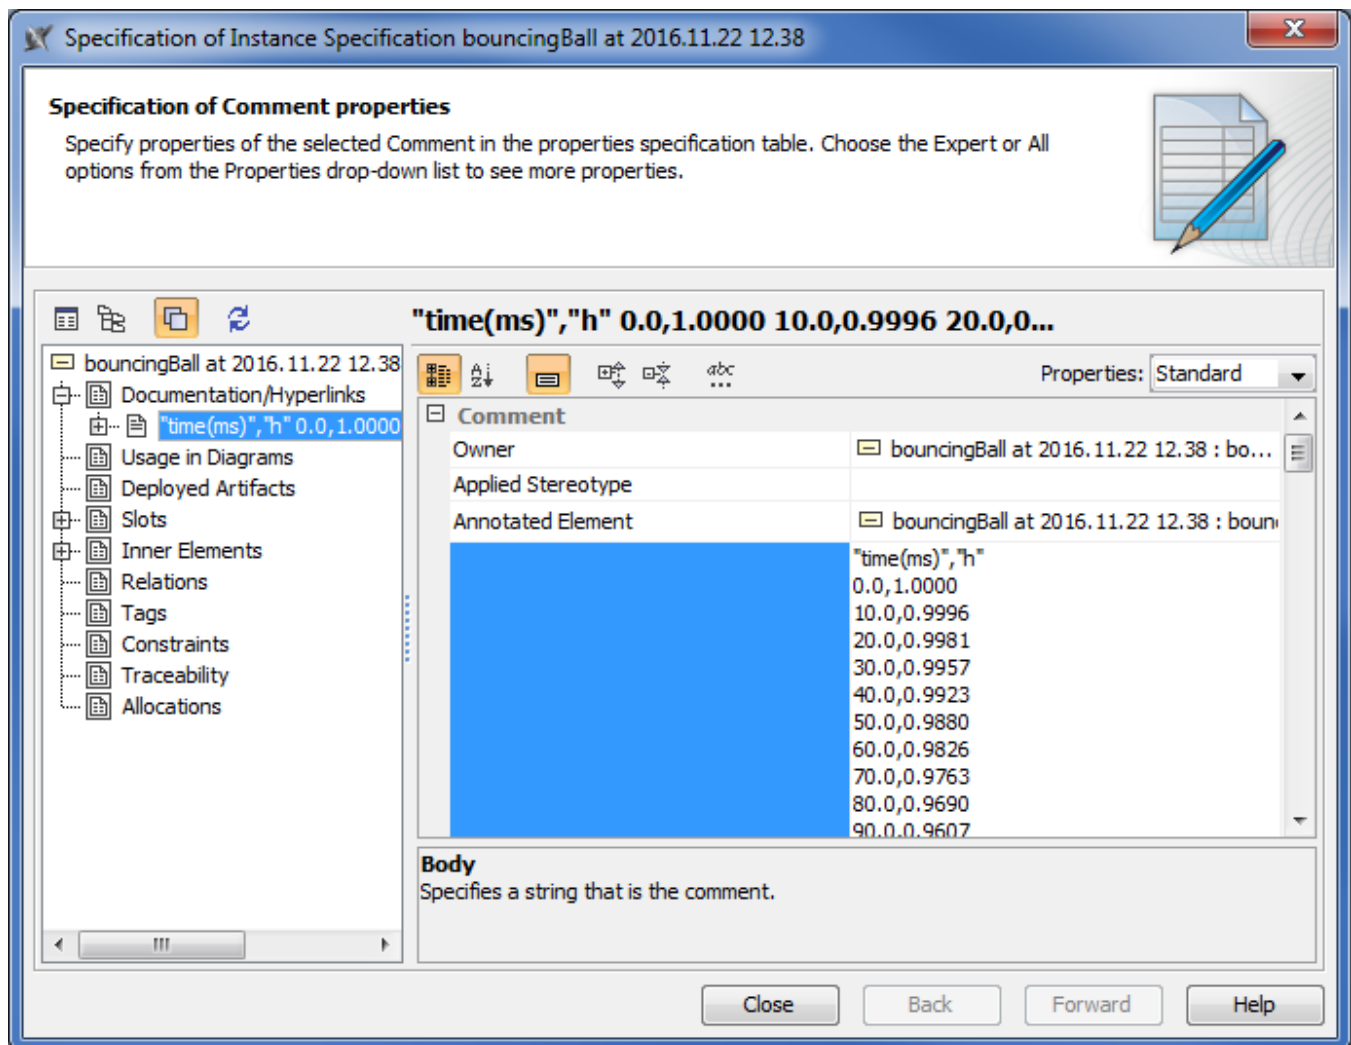 Specification of Instance Specification bouncingBall at 2016.11.22 12.38
x
Specification of Comment properties
Specify properties of the selected Comment in the properties specification table. Choose the Expert or All
options from the Properties drop-down list to see more properties.
"time(ms)","h" 0.0,1.0000 10.0,0.9996 20.0,0...
bouncingBall at 2016.11.22 12.38
Documentation/Hyperlinks
"time(ms)","h" 0.0,1.0000
Usage in Diagrams
Deployed Artifacts
Slots
Inner Elements
Relations
Tags
Constraints
Traceability
Allocations
abc
Properties: Standard
Comment
Owner bouncingBall at 2016.11.22 12.38 : bo...
Applied Stereotype
Annotated Element bouncingBall at 2016.11.22 12.38 : boun
"time(ms)","h"
0.0,1.0000
10.0,0.9996
20.0,0.9981
30.0,0.9957
40.0,0.9923
50.0,0.9880
60.0,0.9826
70.0,0.9763
80.0,0.9690
90.0,0.9607
Body
Specifies a string that is the comment.
Close Back Forward Help